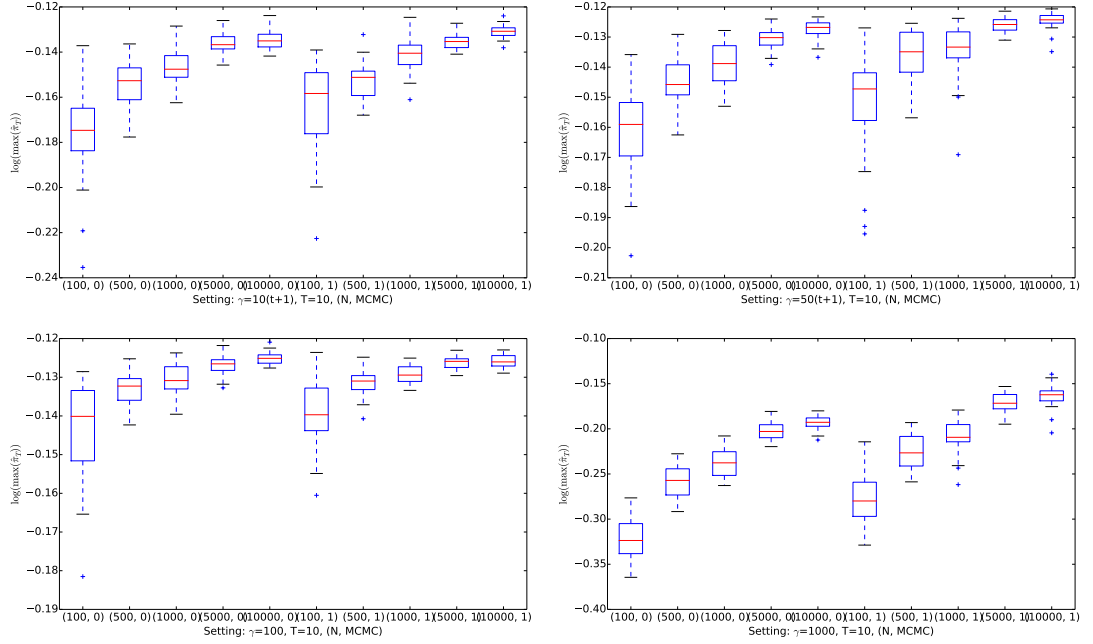 −0.12
−0.14
−0.16
−0.18
−0.20
−0.22
−0.24
log(max(π̂_T))
(100, 0) (500, 0) (1000, 0) (5000, 0) (10000, 0) (100, 1) (500, 1) (1000, 1) (5000, 1) (10000, 1)
Setting: γ=10(t+1), T=10, (N, MCMC)
−0.12
−0.13
−0.14
−0.15
−0.16
−0.17
−0.18
−0.19
−0.20
−0.21
log(max(π̂_T))
(100, 0) (500, 0) (1000, 0) (5000, 0) (10000, 0) (100, 1) (500, 1) (1000, 1) (5000, 1) (10000, 1)
Setting: γ=50(t+1), T=10, (N, MCMC)
−0.12
−0.13
−0.14
−0.15
−0.16
−0.17
−0.18
−0.19
log(max(π̂_T))
(100, 0) (500, 0) (1000, 0) (5000, 0) (10000, 0) (100, 1) (500, 1) (1000, 1) (5000, 1) (10000, 1)
Setting: γ=100, T=10, (N, MCMC)
−0.10
−0.15
−0.20
−0.25
−0.30
−0.35
−0.40
log(max(π̂_T))
(100, 0) (500, 0) (1000, 0) (5000, 0) (10000, 0) (100, 1) (500, 1) (1000, 1) (5000, 1) (10000, 1)
Setting: γ=1000, T=10, (N, MCMC)